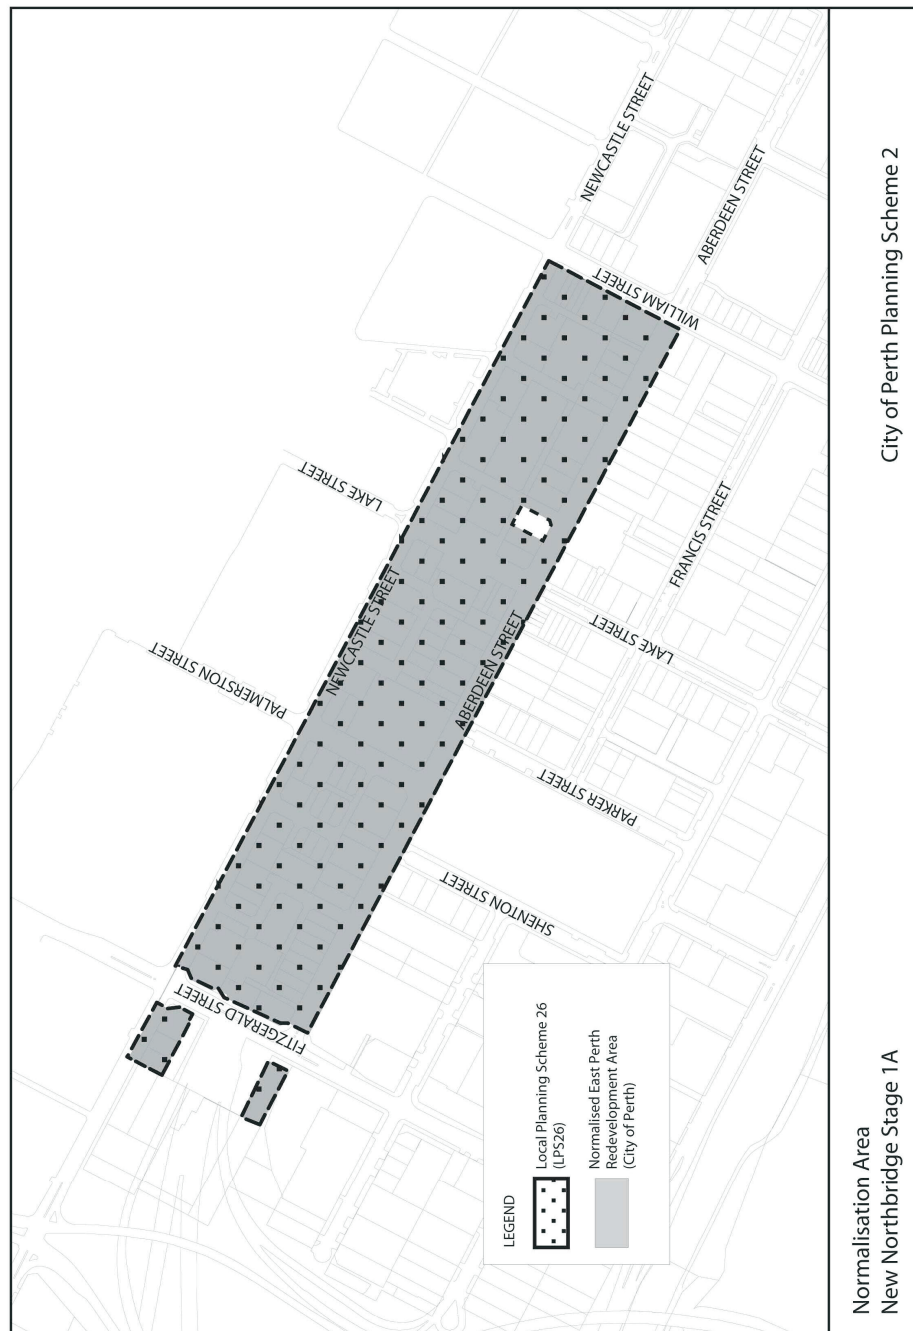 NEWCASTLE STREET
ABERDEEN STREET
WILLIAM STREET
LAKE STREET
PALMERSTON STREET
NEWCASTLE STREET
ABERDEEN STREET
FRANCIS STREET
LAKE STREET
PARKER STREET
SHENTON STREET
FITZGERALD STREET
LEGEND
Local Planning Scheme 26
(LPS26)
Normalised East Perth
Redevelopment Area
(City of Perth)
Normalisation Area
New Northbridge Stage 1A
City of Perth Planning Scheme 2